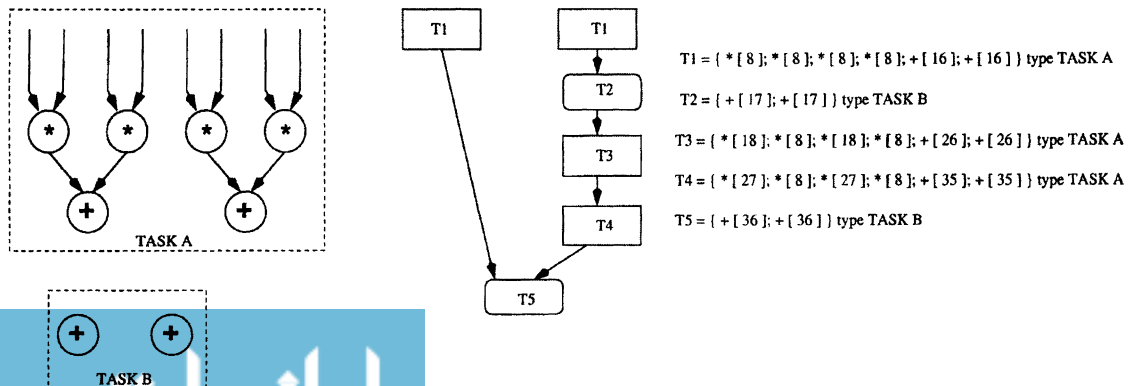 * * * *
+ +
TASK A
+ +
TASK B
T1
T1
T2
T3
T4
T5
T1 = { * [ 8 ]; * [ 8 ]; * [ 8 ]; * [ 8 ]; + [ 16 ]; + [ 16 ] } type TASK A
T2 = { + [ 17 ]; + [ 17 ] } type TASK B
T3 = { * [ 18 ]; * [ 8 ]; * [ 18 ]; * [ 8 ]; + [ 26 ]; + [ 26 ] } type TASK A
T4 = { * [ 27 ]; * [ 8 ]; * [ 27 ]; * [ 8 ]; + [ 35 ]; + [ 35 ] } type TASK A
T5 = { + [ 36 ]; + [ 36 ] } type TASK B